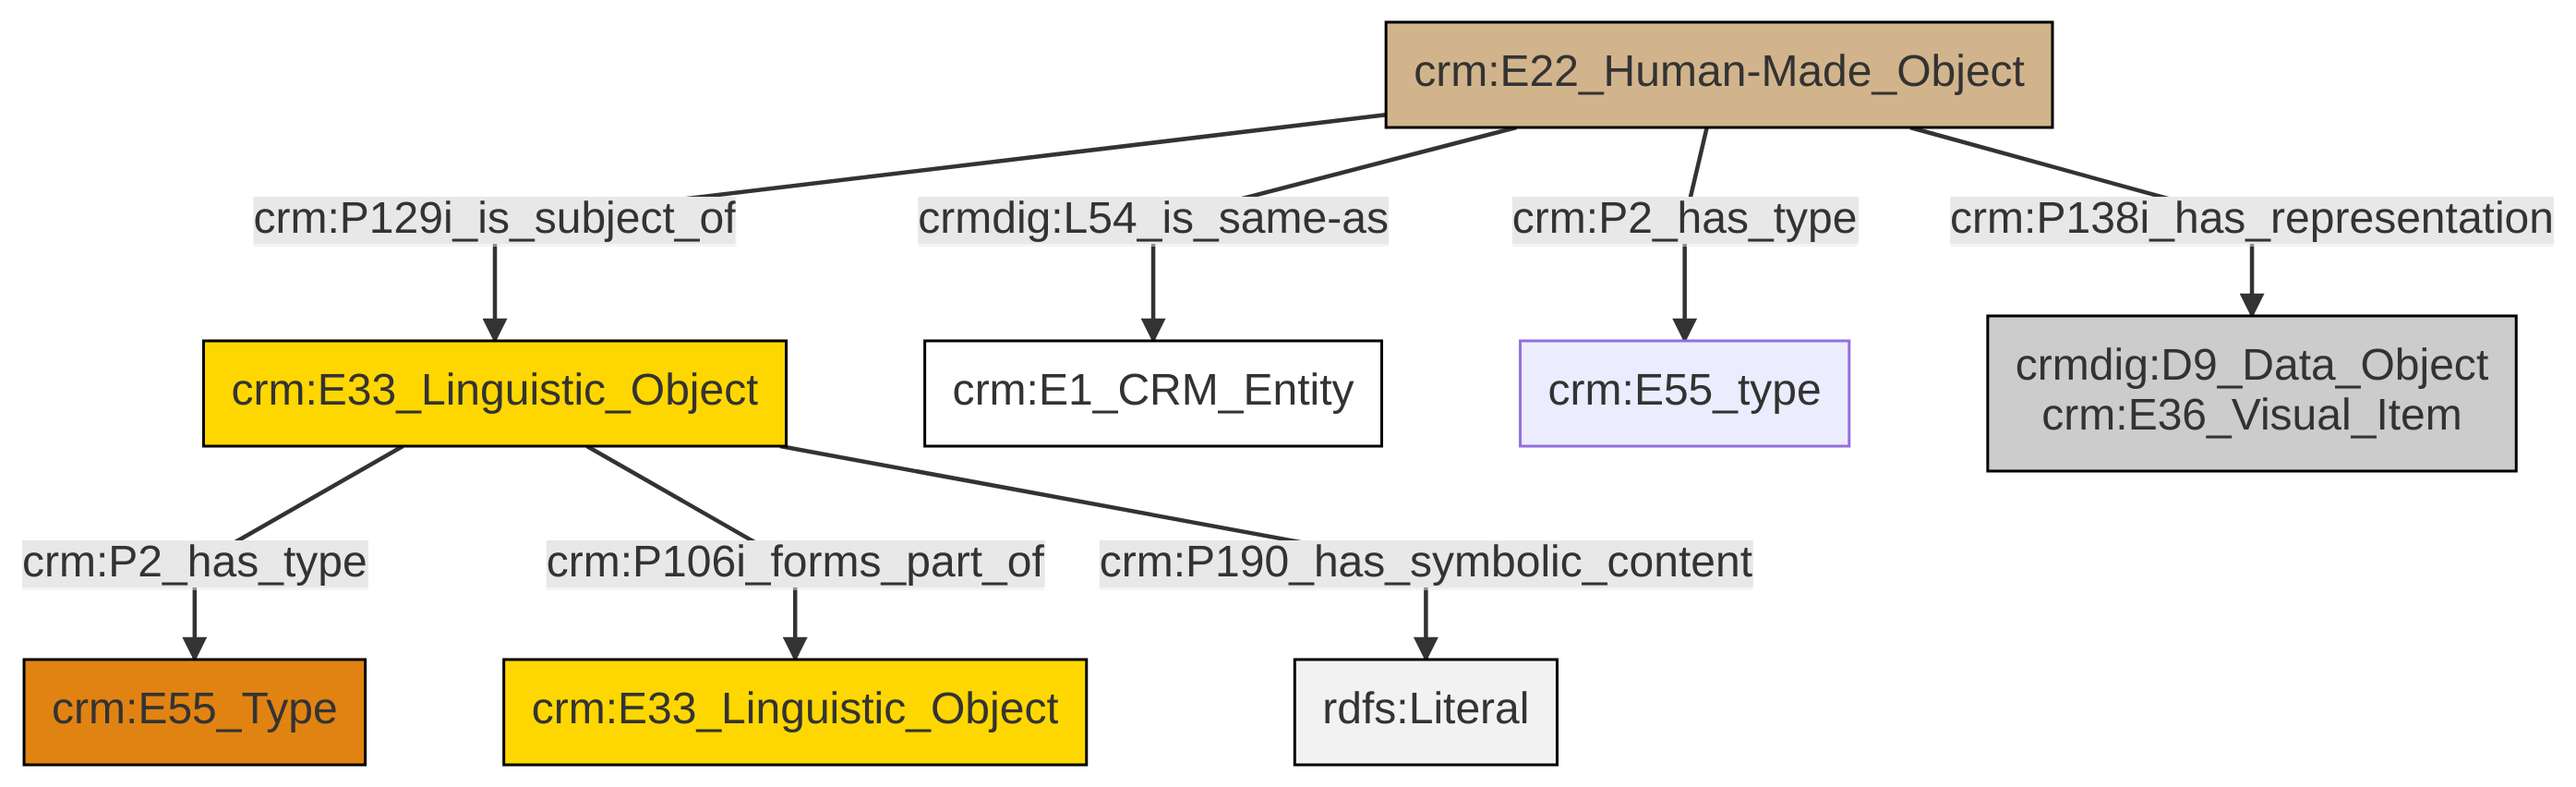 crm:E22_Human-Made_Object
crm:P129i_is_subject_of
crmdig:L54_is_same-as
crm:P2_has_type
crm:P138i_has_representation
crm:E33_Linguistic_Object
crm:E1_CRM_Entity
crm:E55_type
crmdig:D9_Data_Object
crm:E36_Visual_Item
crm:P2_has_type
crm:P106i_forms_part_of
crm:P190_has_symbolic_content
crm:E55_Type
crm:E33_Linguistic_Object
rdfs:Literal